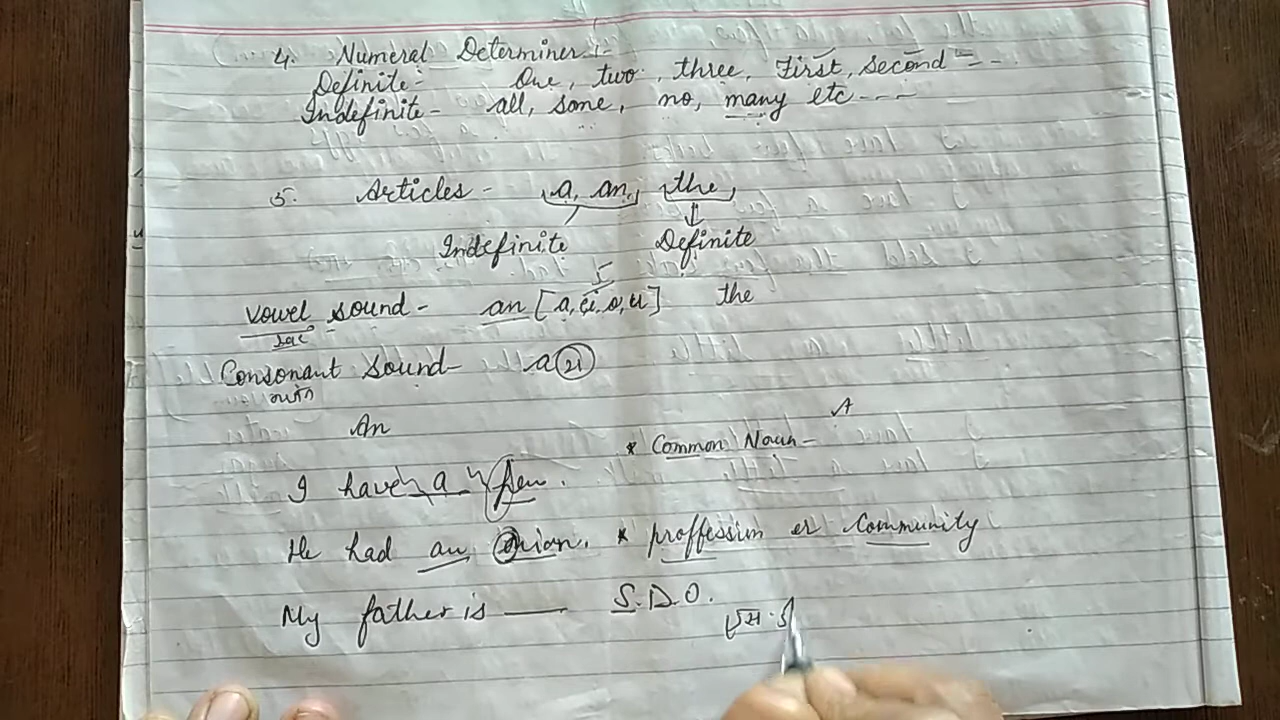 4. Numeral Determiner :-
Definite - One, two, three, First, second - -
Indefinite - all, some, no, many etc - - -
5. Articles - a, an, the,
Indefinite Definite
vowel sound - an [a, e, i, o, u] the
Consonant Sound - a
An A
* Common Noun -
I have a pen.
He had an onion. * proffession or Community
My father is —— S.D.O.